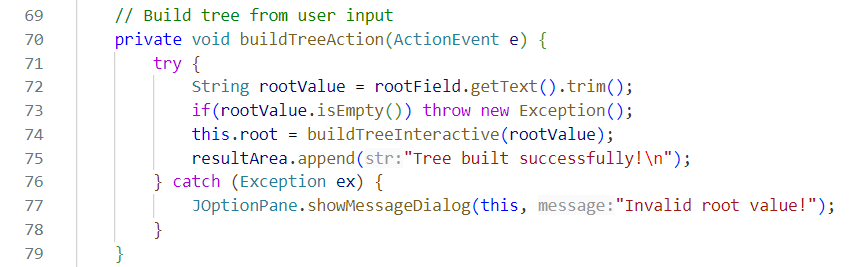 69 // Build tree from user input
70 private void buildTreeAction(ActionEvent e) {
71 try {
72 String rootValue = rootField.getText().trim();
73 if(rootValue.isEmpty()) throw new Exception();
74 this.root = buildTreeInteractive(rootValue);
75 resultArea.append(str:"Tree built successfully!\n");
76 } catch (Exception ex) {
77 JOptionPane.showMessageDialog(this, message:"Invalid root value!");
78 }
79 }